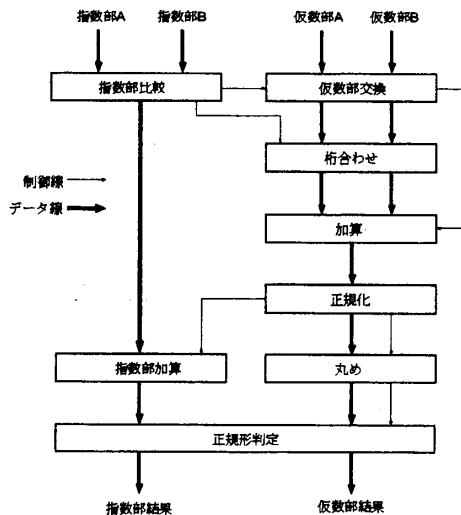 指数部A 指数部B 仮数部A 仮数部B
指数部比較 仮数部交換
桁合わせ
制御線
データ線
加算
正規化
指数部加算 丸め
正規形判定
指数部結果 仮数部結果